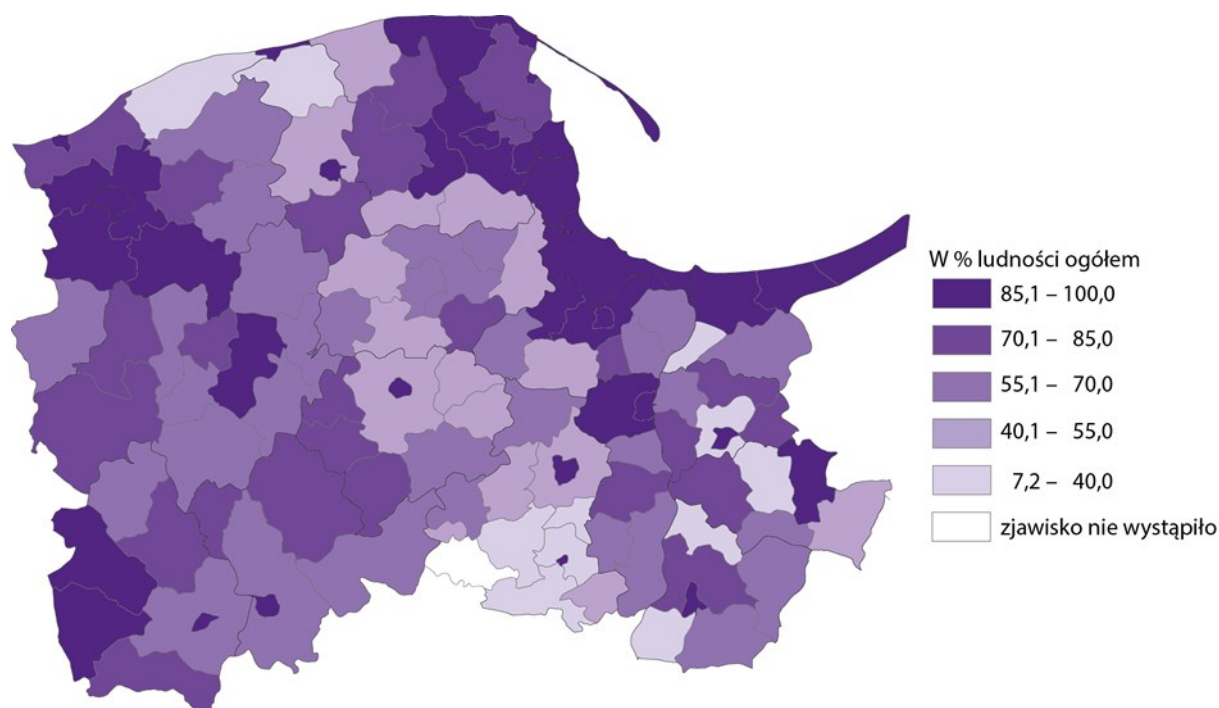 W % ludności ogółem
85,1 – 100,0
70,1 – 85,0
55,1 – 70,0
40,1 – 55,0
7,2 – 40,0
zjawisko nie wystąpiło